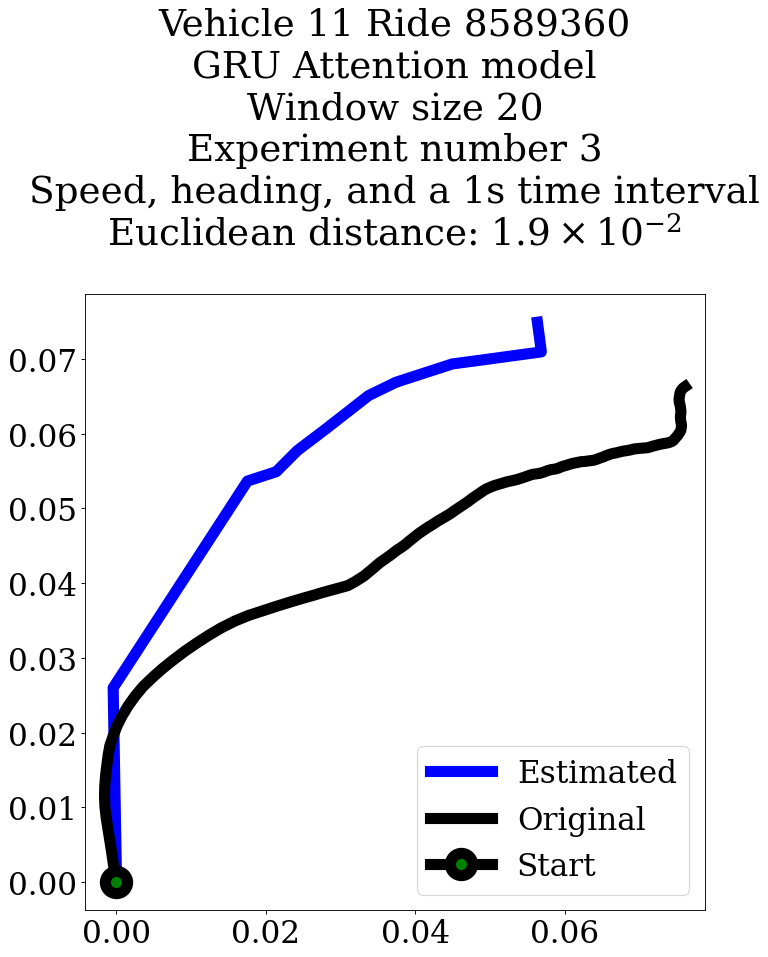 Vehicle 11 Ride 8589360
GRU Attention model
Window size 20
Experiment number 3
Speed, heading, and a 1s time interval
Euclidean distance: 1.9 × 10⁻²
0.07
0.06
0.05
0.04
0.03
0.02
0.01
0.00
Estimated
Original
Start
0.00 0.02 0.04 0.06